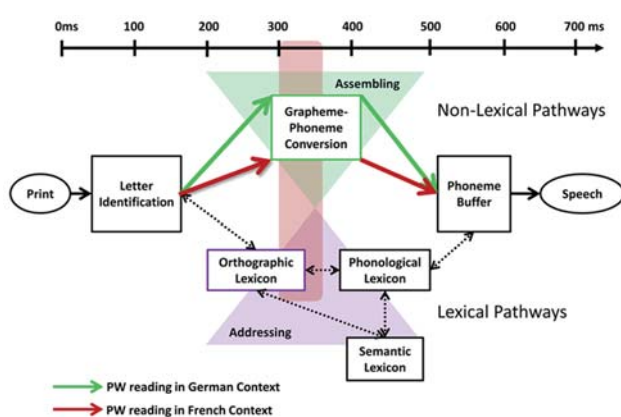 0ms 100 200 300 400 500 600 700 ms
Assembling
Non-Lexical Pathways
Grapheme-
Phoneme
Conversion
Print
Letter
Identification
Phoneme
Buffer
Speech
Orthographic
Lexicon
Phonological
Lexicon
Lexical Pathways
Addressing
Semantic
Lexicon
PW reading in German Context
PW reading in French Context